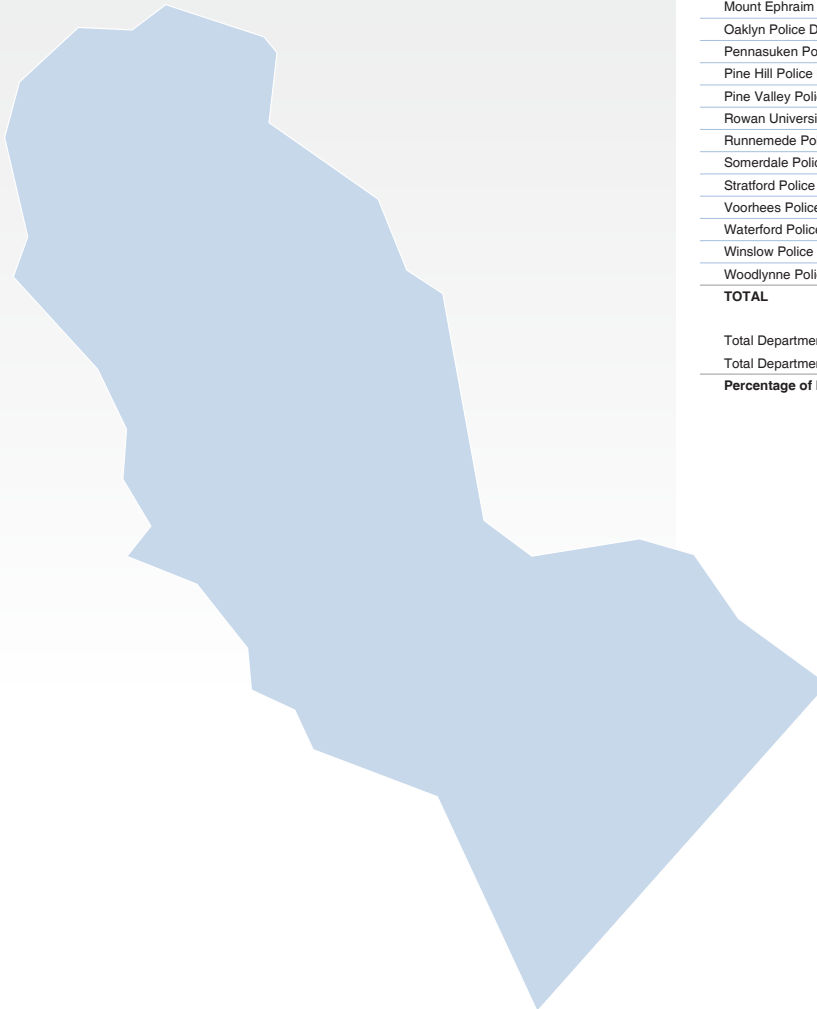 Mount Ephraim
Oaklyn Police D
Pennasuken Po
Pine Hill Police
Pine Valley Poli
Rowan Universi
Runnemede Po
Somerdale Polic
Stratford Police
Voorhees Police
Waterford Police
Winslow Police
Woodlynne Poli
TOTAL
Total Departmen
Total Departmen
Percentage of